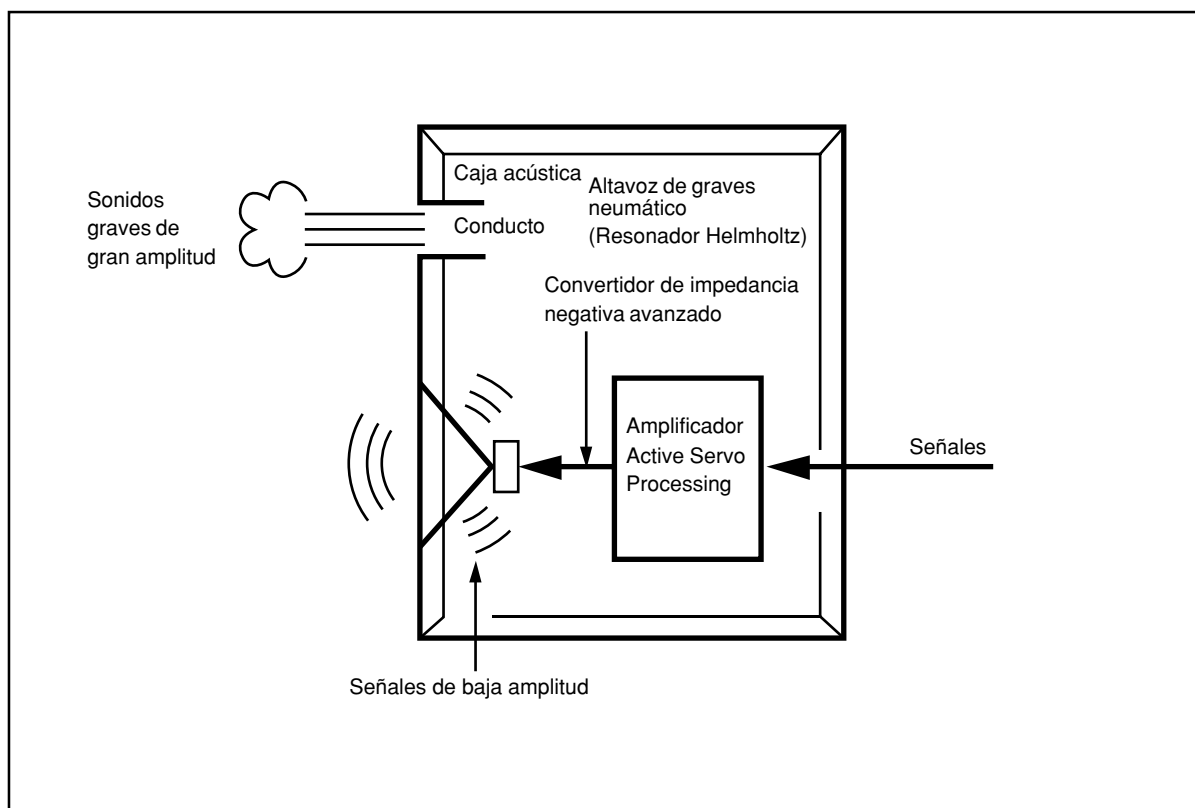 Caja acústica
Altavoz de graves
neumático
(Resonador Helmholtz)
Sonidos
graves de
gran amplitud
Conducto
Convertidor de impedancia
negativa avanzado
Amplificador
Active Servo
Processing
Señales
Señales de baja amplitud